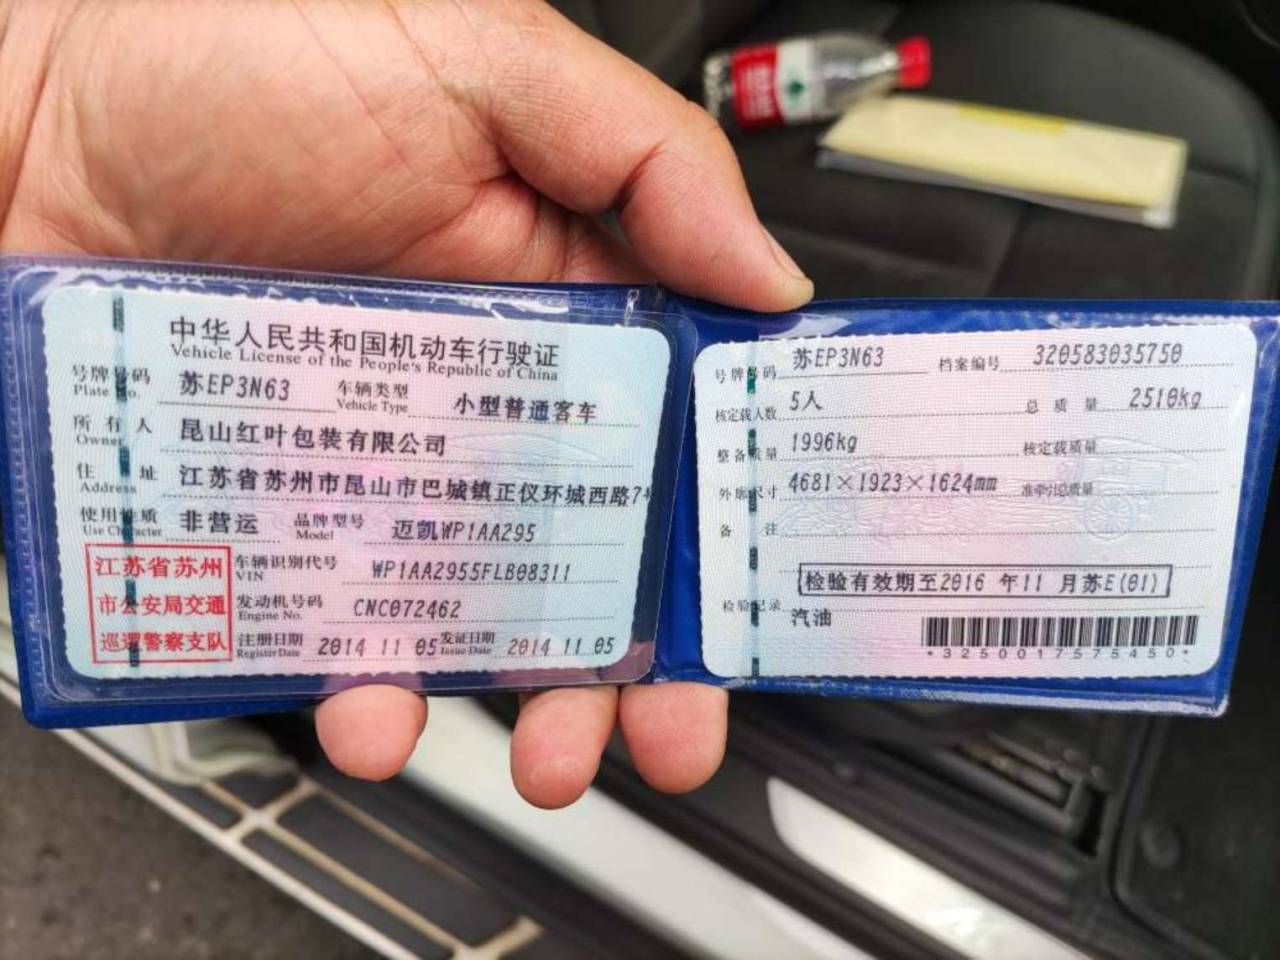 中华人民共和国机动车行驶证
Vehicle License of the People's Republic of China
号牌号码 苏EP3N63 车辆类型 小型普通客车
Plate No. Vehicle Type
所有人 昆山红叶包装有限公司
Owner
住址 江苏省苏州市昆山市巴城镇正仪环城西路7
Address
使用性质 非营运 品牌型号 迈凯WP1AA295
Use Character Model
江苏省苏州
市公安局交通
巡逻警察支队
车辆识别代号 WP1AA2955FLB08311
VIN
发动机号码 CNC072462
Engine No.
注册日期 2014 11 05 发证日期 2014 11 05
Register Date Issue Date
号牌号码 苏EP3N63 档案编号 320583035750
核定载人数 5人 总质量 2510kg
整备质量 1996kg 核定载质量
外廓尺寸 4681×1923×1624mm 准牵引总质量
备注
检验有效期至2016 年11 月苏E(01)
检验记录
汽油
*3250017575450*